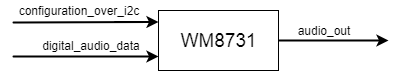 configuration_over_i2c
digital_audio_data
WM8731
audio_out